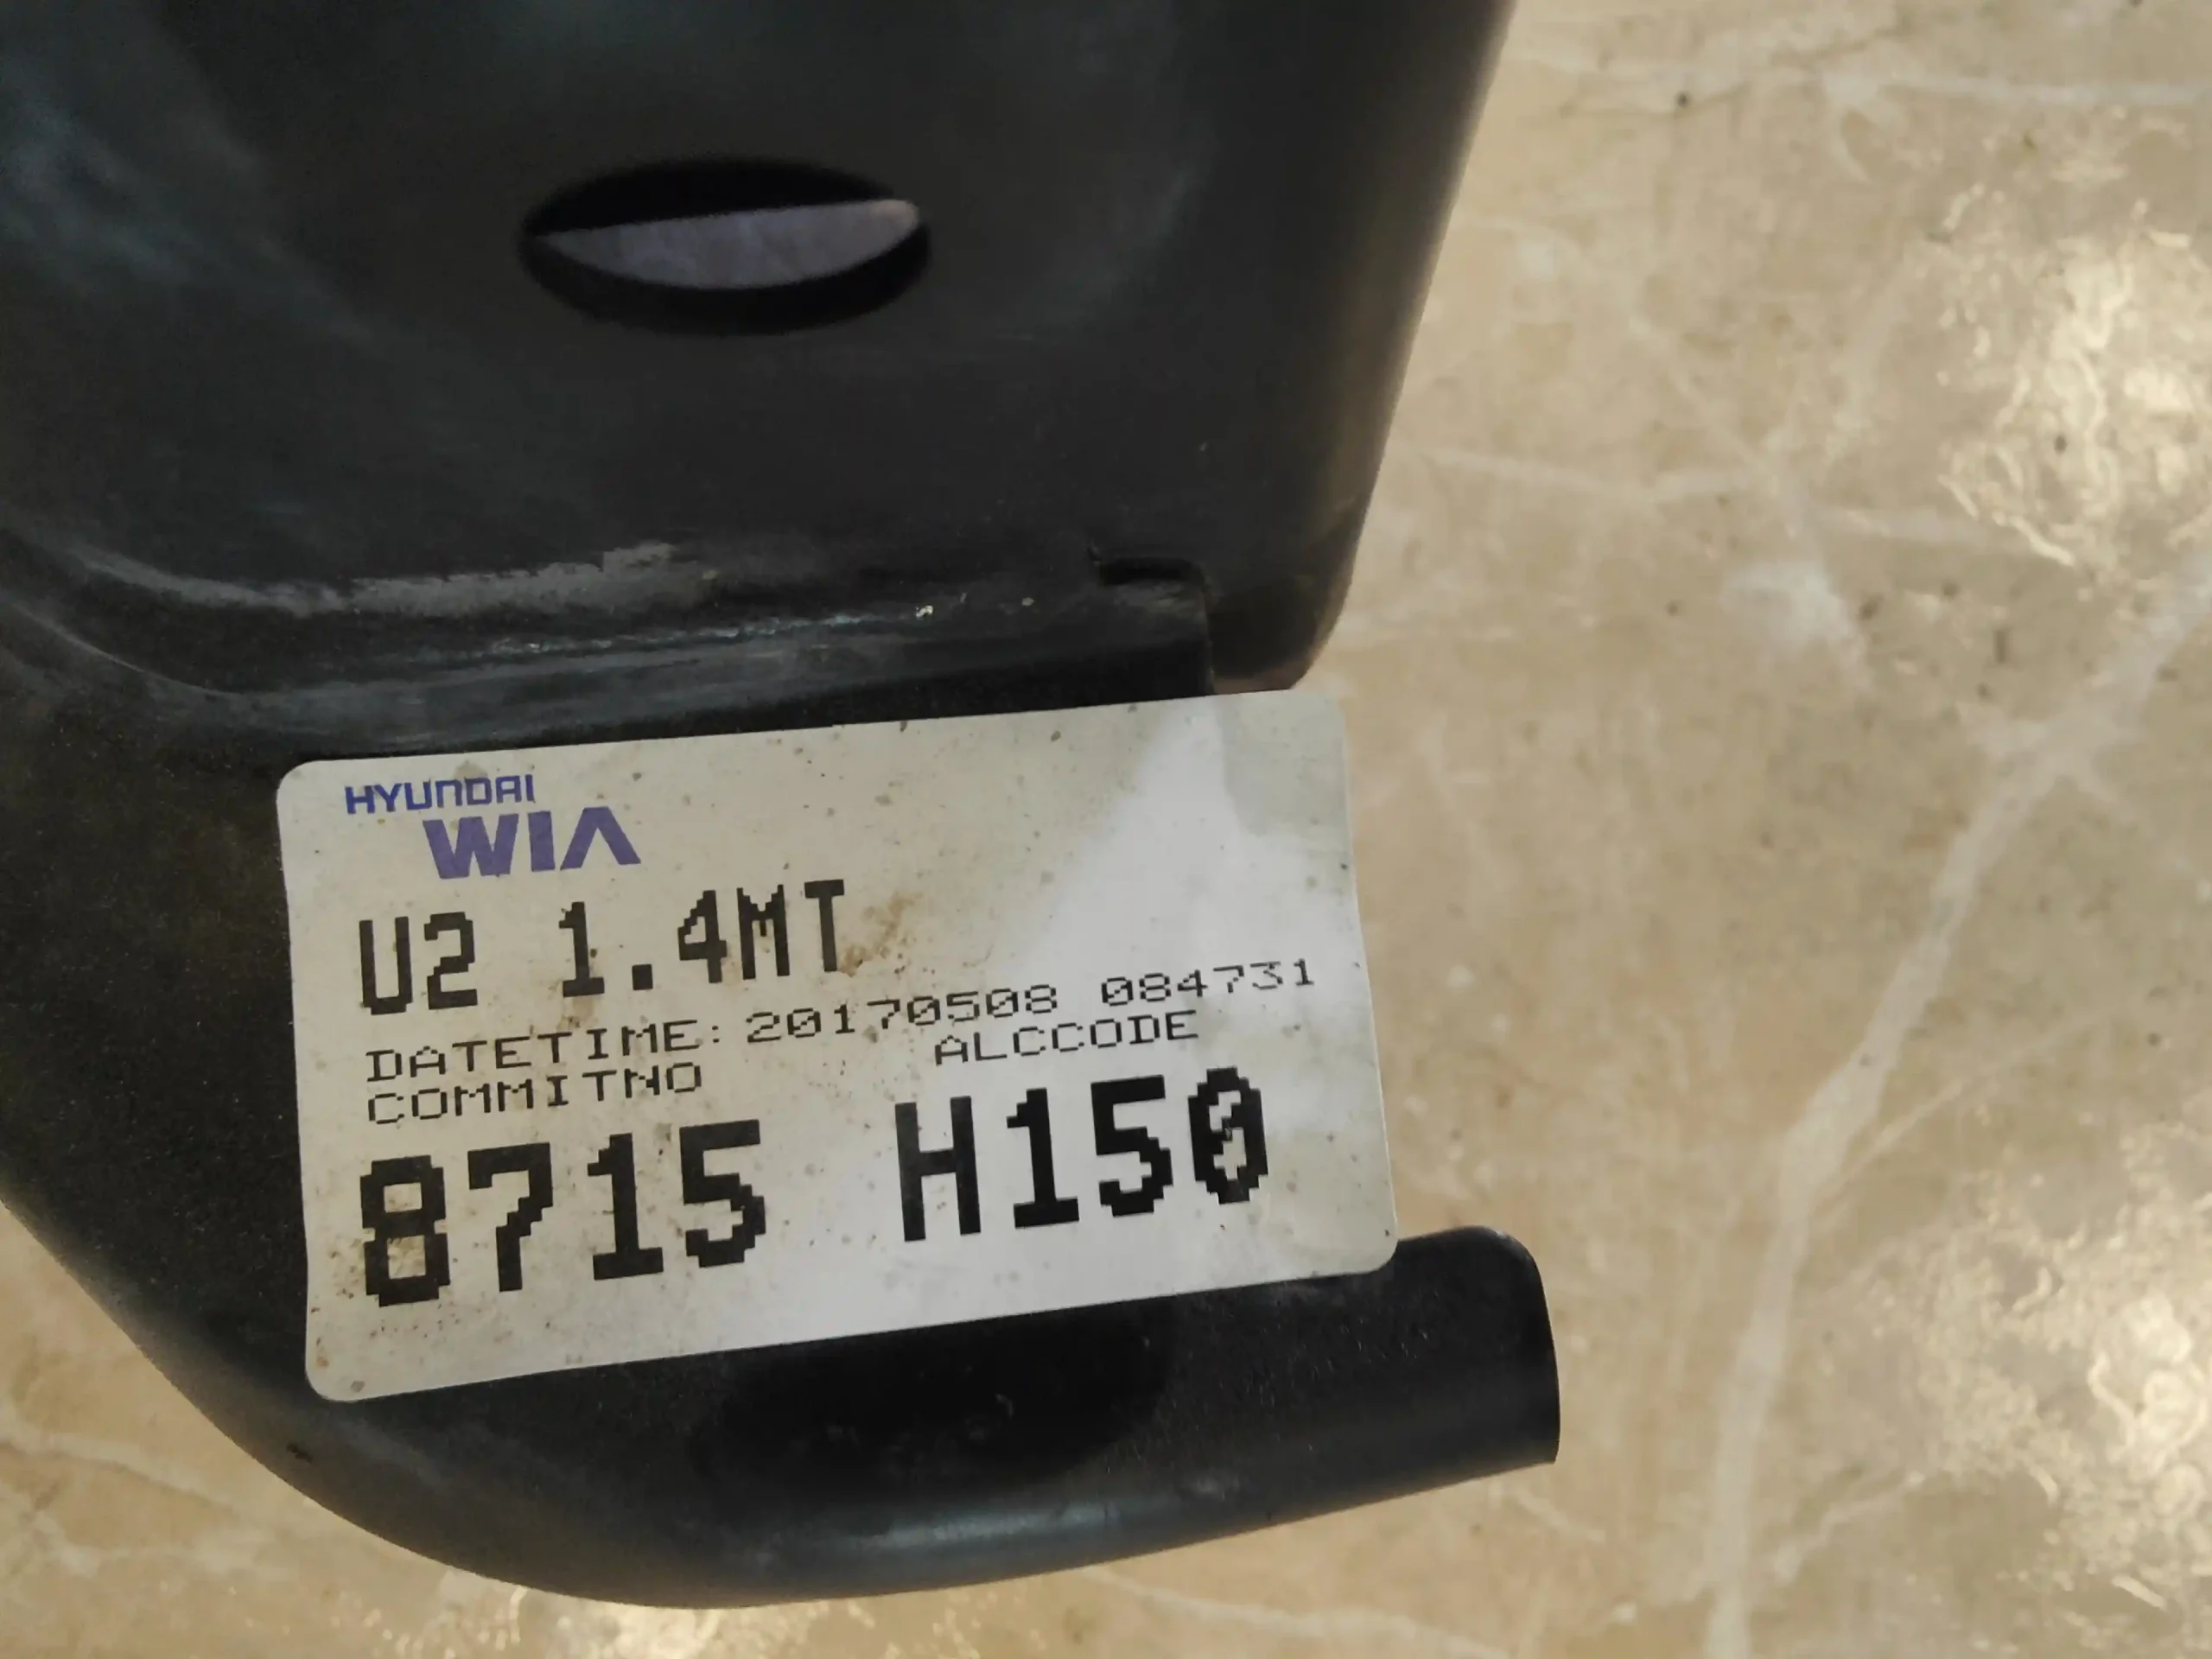 HYUNDAI
WIA
U2 1.4MT
DATETIME: 20170508 084731
COMMITNO ALCCODE
8715 H150